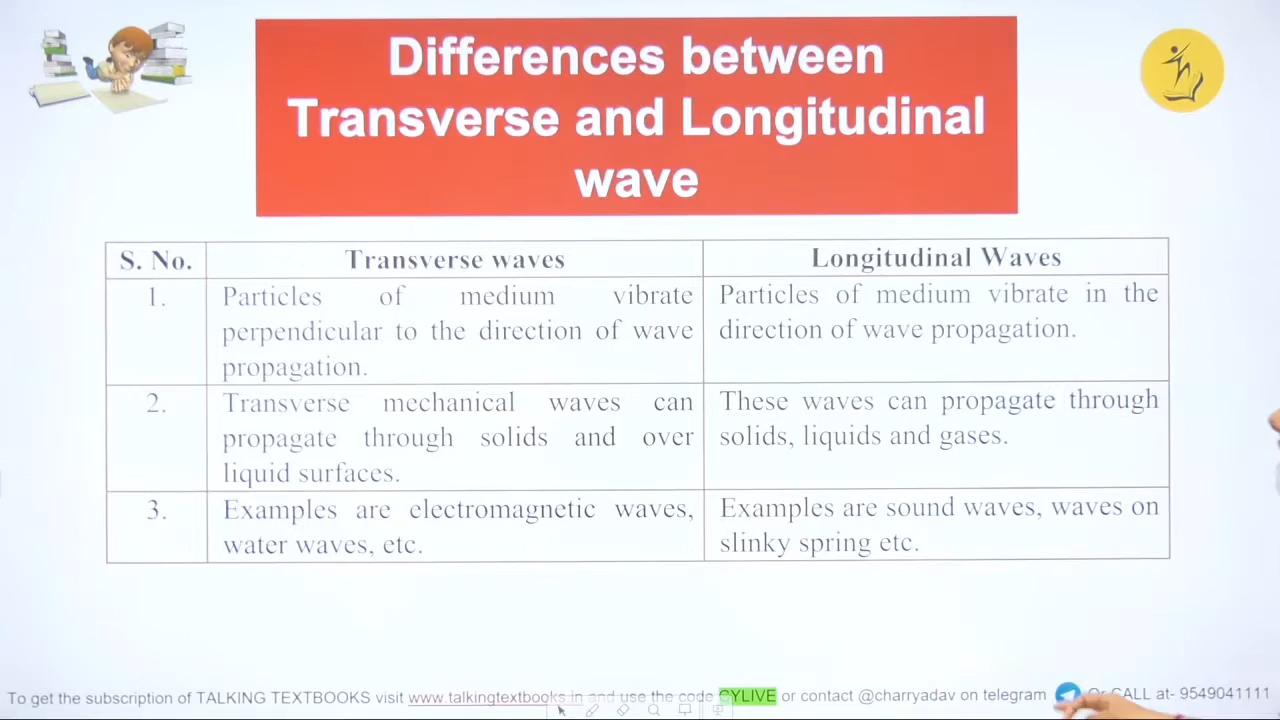 Differences between
Transverse and Longitudinal
wave
S. No.
Transverse waves
Longitudinal Waves
1.
Particles of medium vibrate
perpendicular to the direction of wave
propagation.
Particles of medium vibrate in the
direction of wave propagation.
2.
Transverse mechanical waves can
propagate through solids and over
liquid surfaces.
These waves can propagate through
solids, liquids and gases.
3.
Examples are electromagnetic waves,
water waves, etc.
Examples are sound waves, waves on
slinky spring etc.
To get the subscription of TALKING TEXTBOOKS visit www.talkingtextbooks.in and use the code CYLIVE or contact @charryadav on telegram Or CALL at- 9549041111